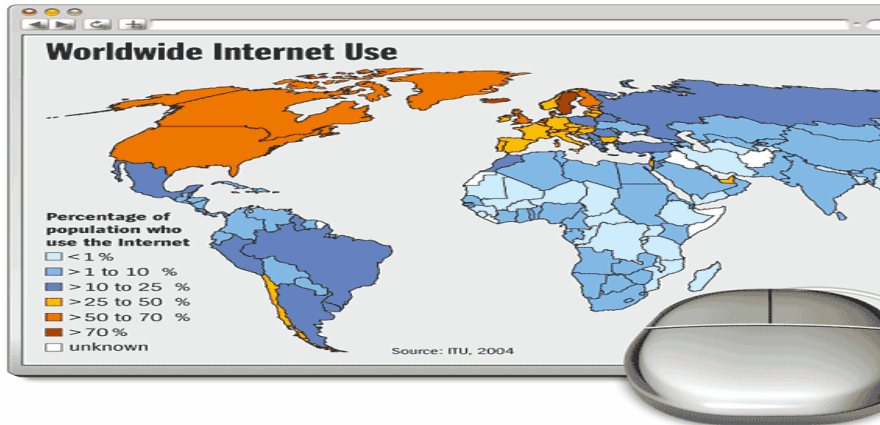 Worldwide Internet Use
Percentage of
population who
use the Internet
<1%
>1 to 10 %
>10 to 25 %
>25 to 50 %
>50 to 70 %
>70%
unknown
Source: ITU, 2004